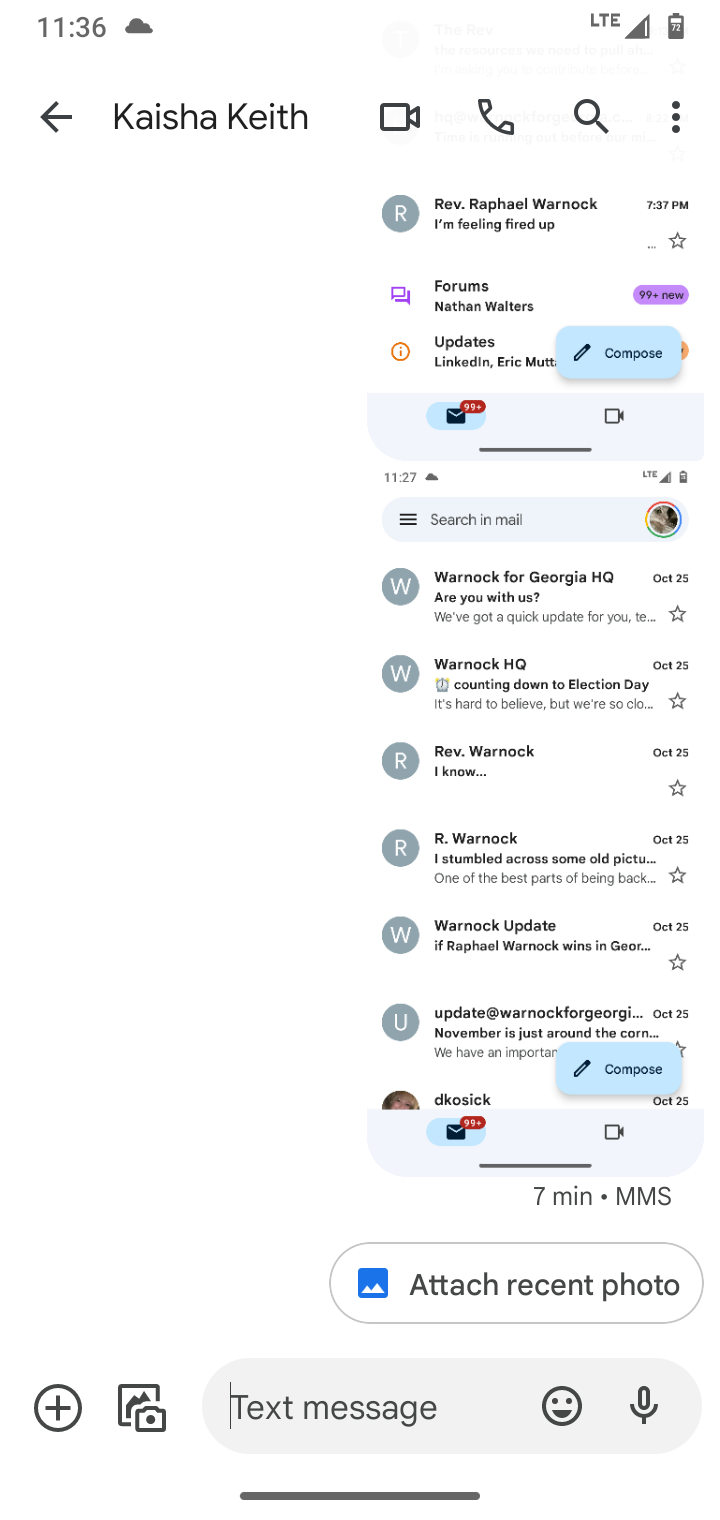 11:36
LTE
72
The Rev
the resources we need to pull ah...
I'm asking you to contribute before...
Kaisha Keith
Time is running out before our mi...
R
Rev. Raphael Warnock
7:37 PM
I'm feeling fired up
...
Forums
99+ new
Nathan Walters
Updates
LinkedIn, Eric Mutta
Compose
99+
11:27
LTE
Search in mail
W
Warnock for Georgia HQ
Oct 25
Are you with us?
We've got a quick update for you, te...
W
Warnock HQ
Oct 25
⏰ counting down to Election Day
It's hard to believe, but we're so clo...
R
Rev. Warnock
Oct 25
I know...
R
R. Warnock
Oct 25
I stumbled across some old pictu...
One of the best parts of being back...
W
Warnock Update
Oct 25
if Raphael Warnock wins in Geor...
U
update@warnockforgeorgi...
Oct 25
November is just around the corn...
We have an importan
Compose
dkosick
Oct 25
99+
7 min • MMS
Attach recent photo
Text message